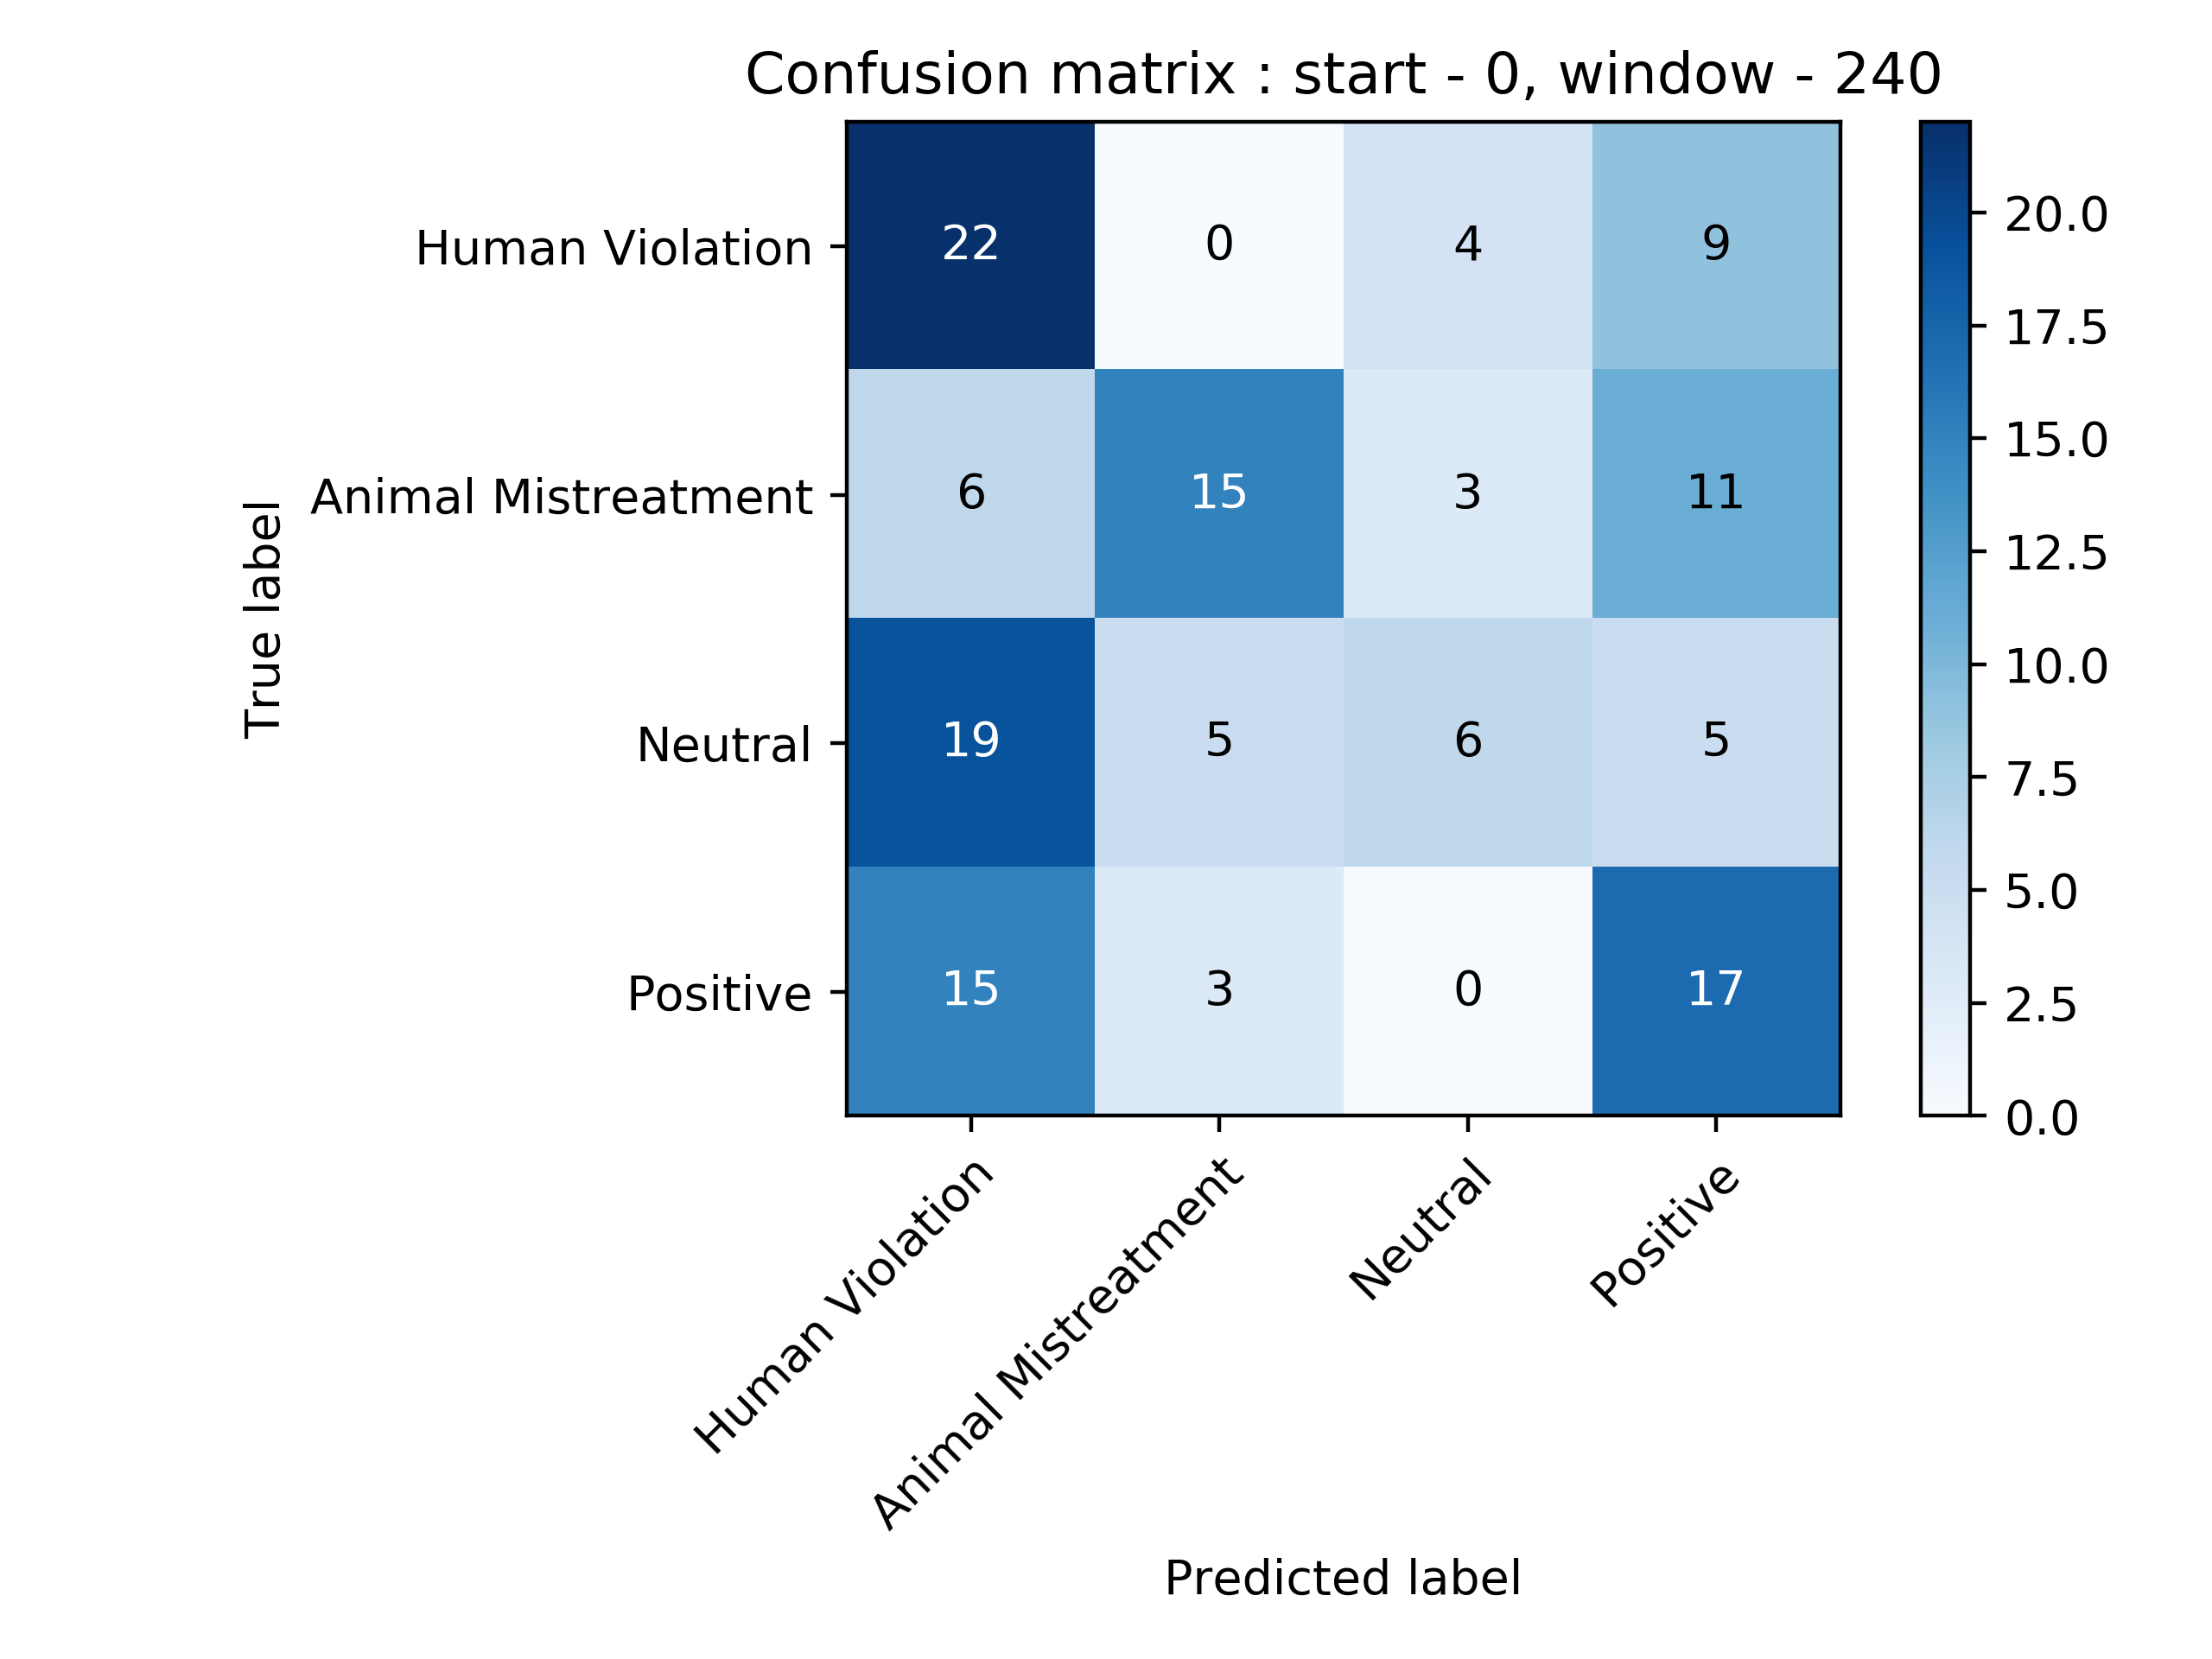 Confusion matrix : start - 0, window - 240
True label
Human Violation 22 0 4 9
Animal Mistreatment 6 15 3 11
Neutral 19 5 6 5
Positive 15 3 0 17
Human Violation
Animal Mistreatment
Neutral
Positive
Predicted label
20.0
17.5
15.0
12.5
10.0
7.5
5.0
2.5
0.0